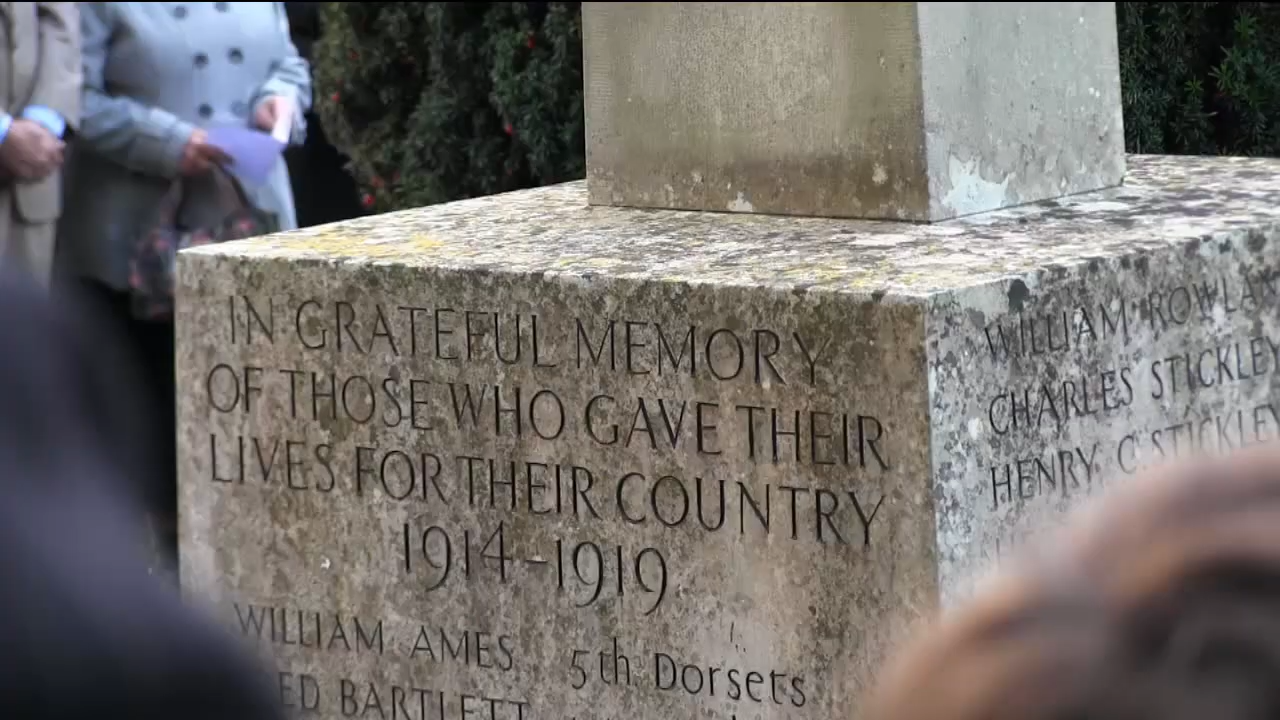 IN GRATEFUL MEMORY
OF THOSE WHO GAVE THEIR
LIVES FOR THEIR COUNTRY
1914-1919
WILLIAM AMES 5th. Dorsets
BARTLETT
WILLIAM ROWLAN
CHARLES STICKLEY
HENRY C. STICKLEY